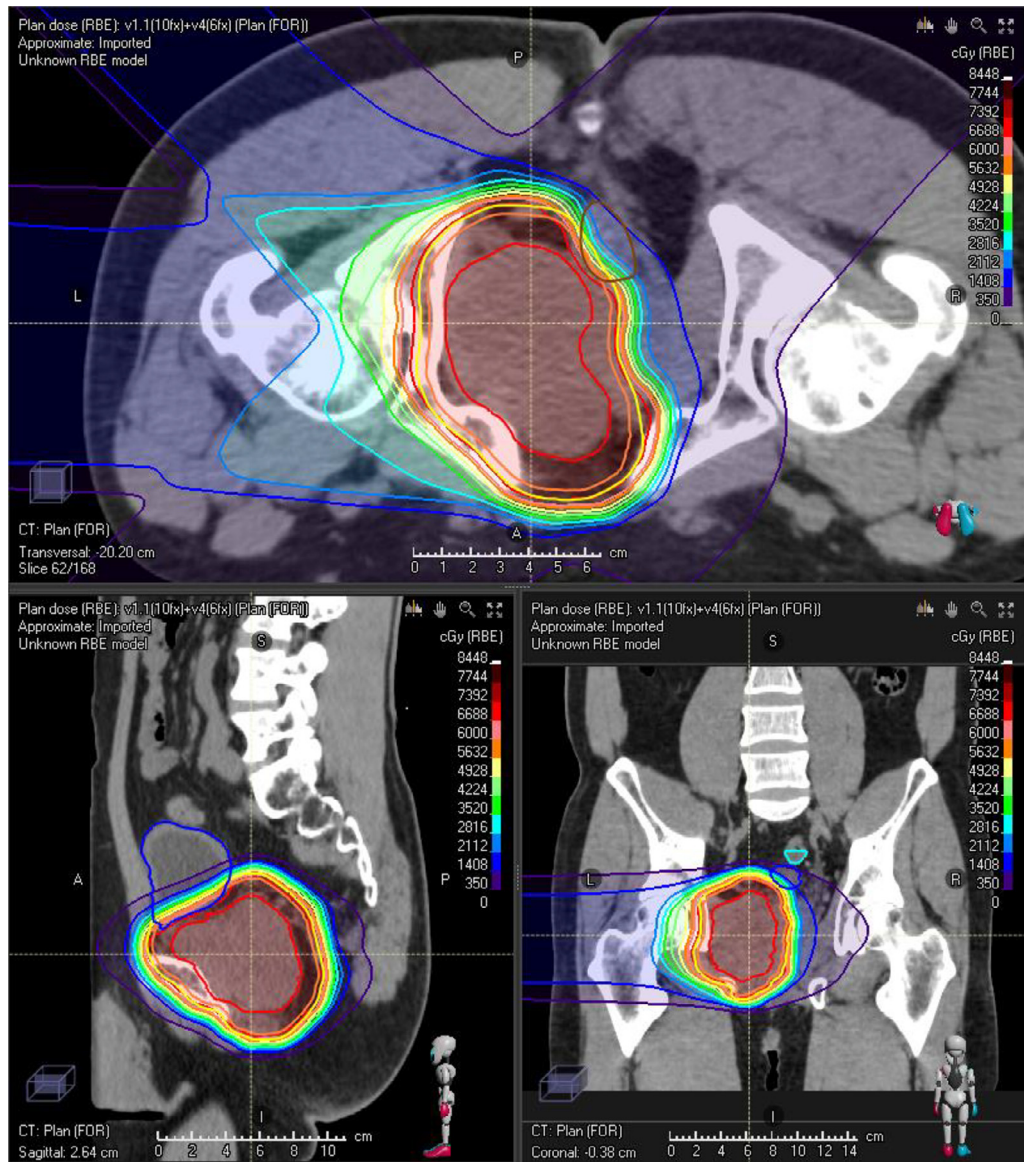 Plan dose (RBE): v1.1(10fx)+v4(6fx) (Plan (FOR))
Approximate: Imported
Unknown RBE model
P
cGy (RBE)
8448
7744
7392
6688
6000
5632
4928
4224
3520
2816
2112
1408
350
0
L
R
A
CT: Plan (FOR)
Transversal: -20.20 cm
Slice 62/168
0 1 2 3 4 5 6 cm
Plan dose (RBE): v1.1(10fx)+v4(6fx) (Plan (FOR))
Approximate: Imported
Unknown RBE model
S
cGy (RBE)
8448
7744
7392
6688
6000
5632
4928
4224
3520
2816
2112
1408
350
0
A
P
I
CT: Plan (FOR)
Sagittal: 2.64 cm
0 2 4 6 8 10 cm
Plan dose (RBE): v1.1(10fx)+v4(6fx) (Plan (FOR))
Approximate: Imported
Unknown RBE model
S
cGy (RBE)
8448
7744
7392
6688
6000
5632
4928
4224
3520
2816
2112
1408
350
0
L
R
I
CT: Plan (FOR)
Coronal: -0.38 cm
0 2 4 6 8 10 12 14 cm